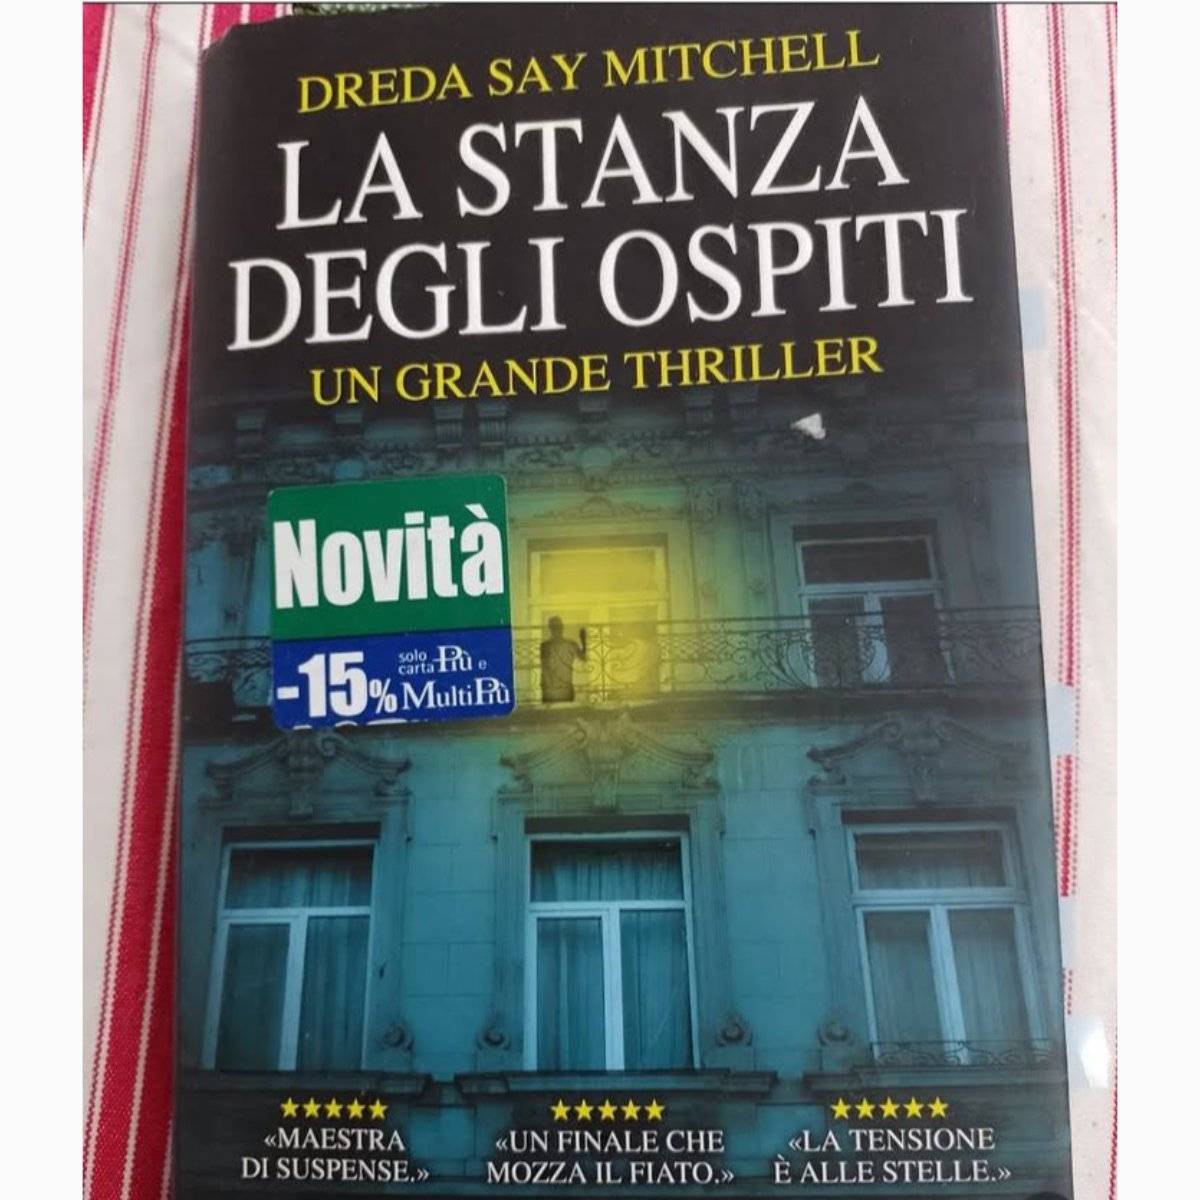 DREDA SAY MITCHELL
LA STANZA
DEGLI OSPITI
UN GRANDE THRILLER
Novità
-15% solo carta Più e
MultiPiù
★★★★★
«MAESTRA
DI SUSPENSE.»
★★★★★
«UN FINALE CHE
MOZZA IL FIATO.»
★★★★★
«LA TENSIONE
È ALLE STELLE.»